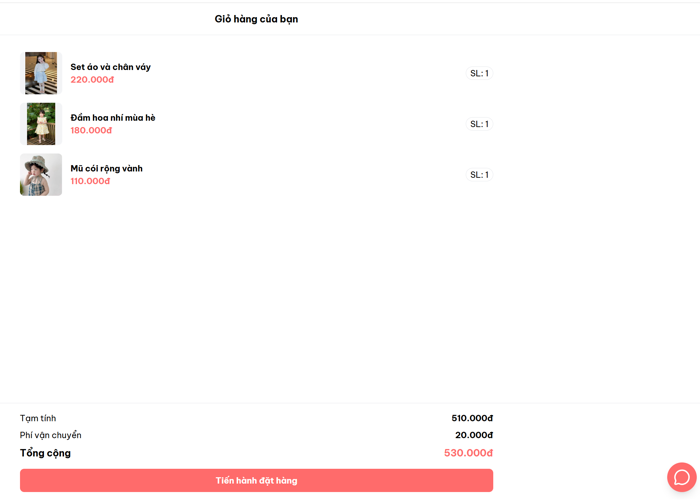 Giỏ hàng của bạn
Set áo và chân váy
220.000đ
SL: 1
Đầm hoa nhí mùa hè
180.000đ
SL: 1
Mũ cói rộng vành
110.000đ
SL: 1
Tạm tính 510.000đ
Phí vận chuyển 20.000đ
Tổng cộng 530.000đ
Tiến hành đặt hàng